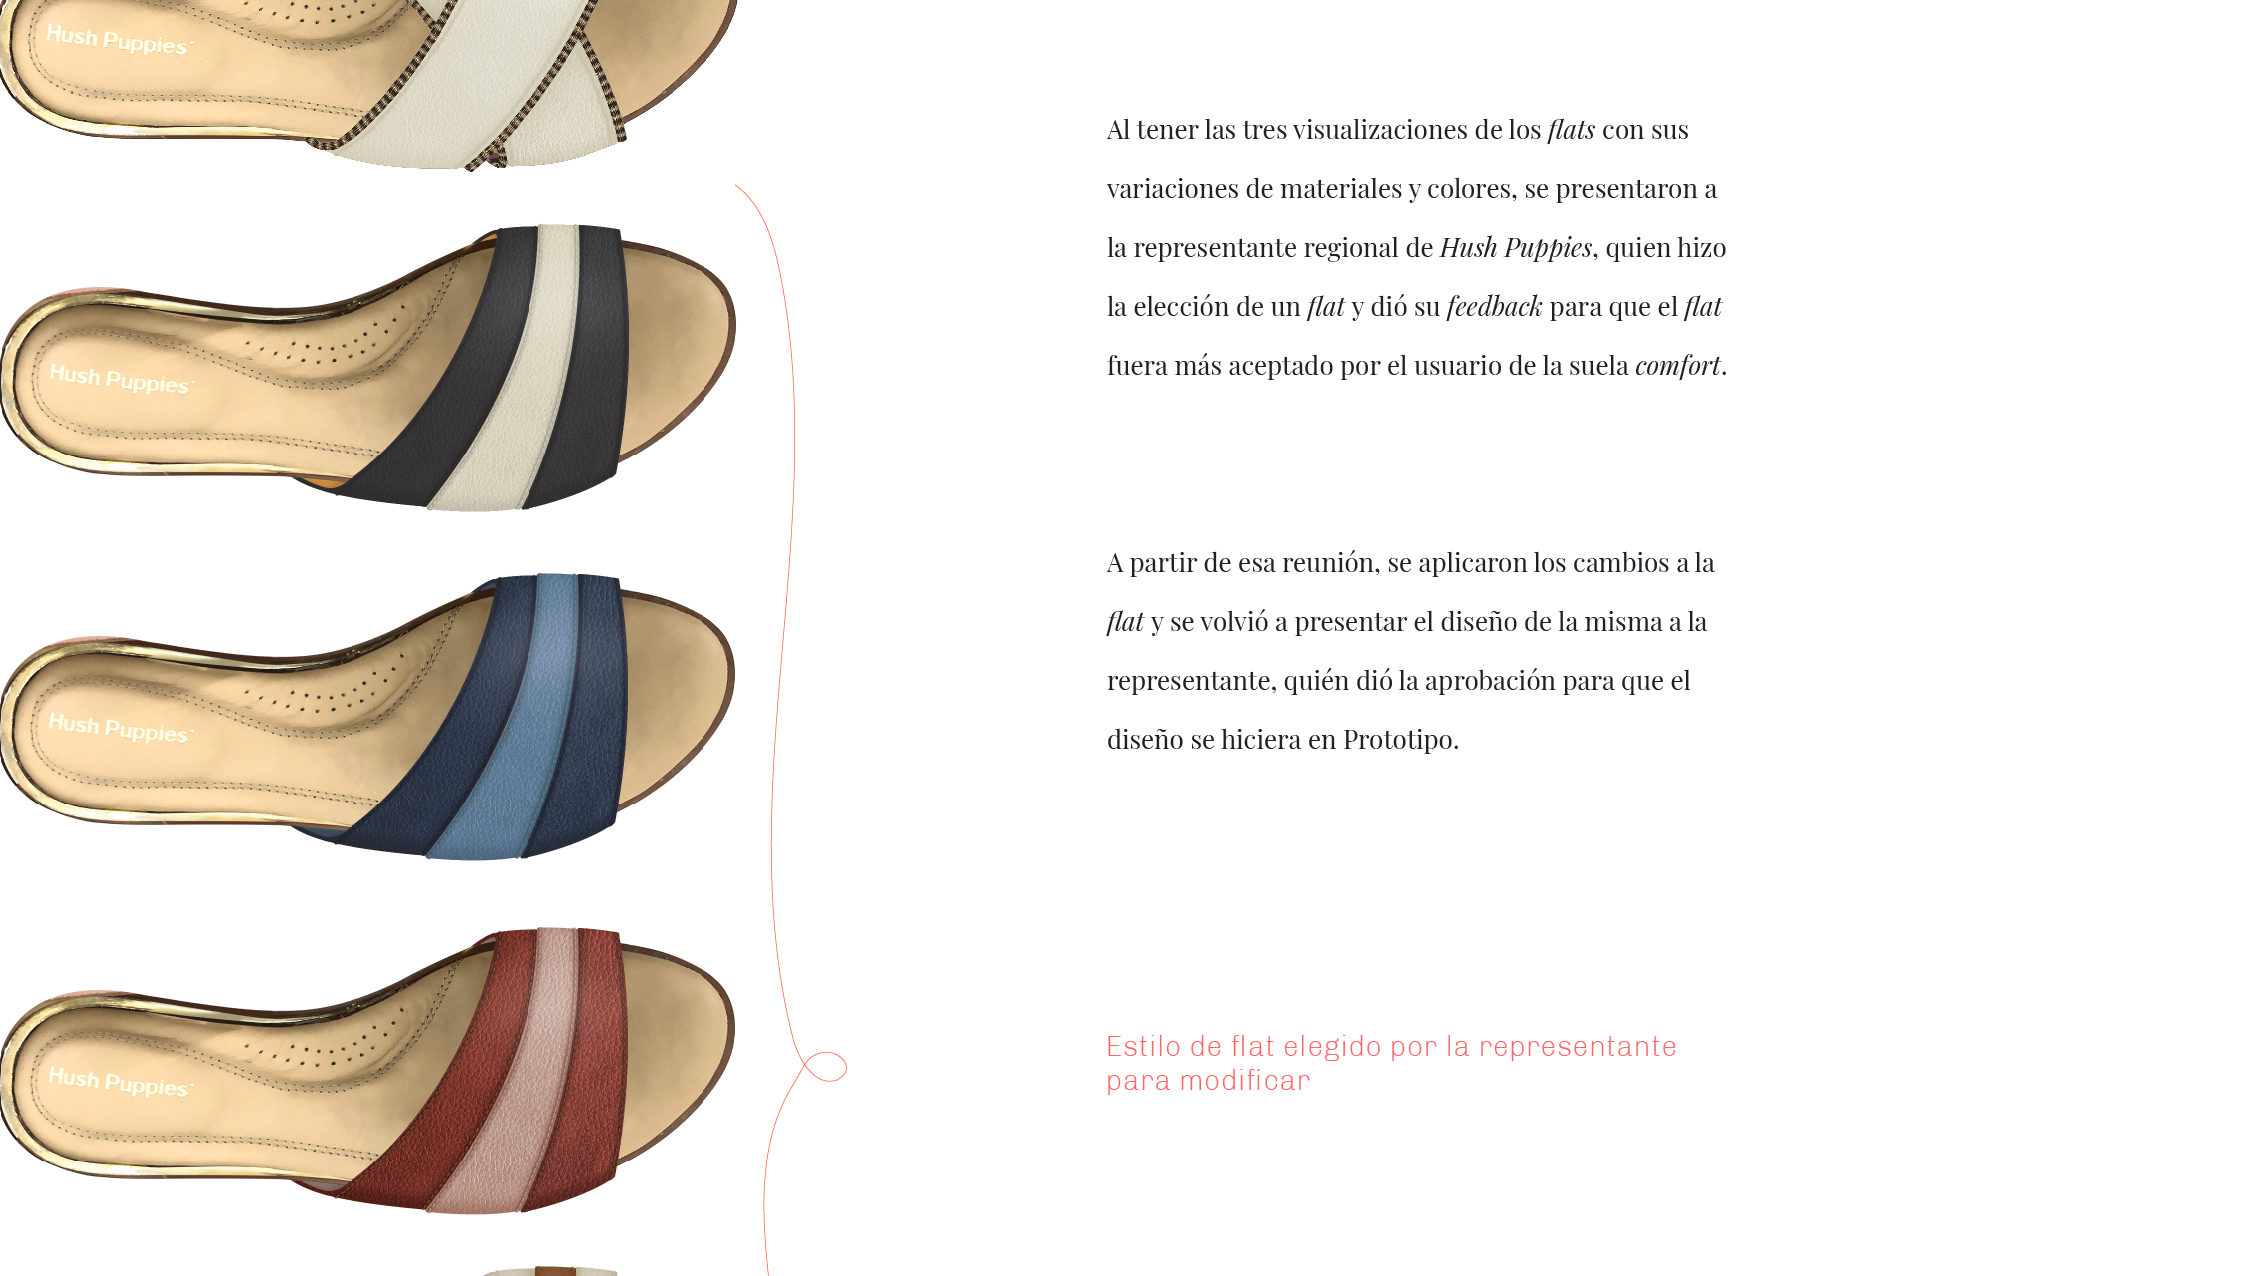 Hush Puppies
Al tener las tres visualizaciones de los flats con sus
variaciones de materiales y colores, se presentaron a
la representante regional de Hush Puppies, quien hizo
la elección de un flat y dió su feedback para que el flat
fuera más aceptado por el usuario de la suela comfort.
Hush Puppies
A partir de esa reunión, se aplicaron los cambios a la
flat y se volvió a presentar el diseño de la misma a la
representante, quién dió la aprobación para que el
diseño se hiciera en Prototipo.
Hush Puppies
Estilo de flat elegido por la representante
para modificar
Hush Puppies